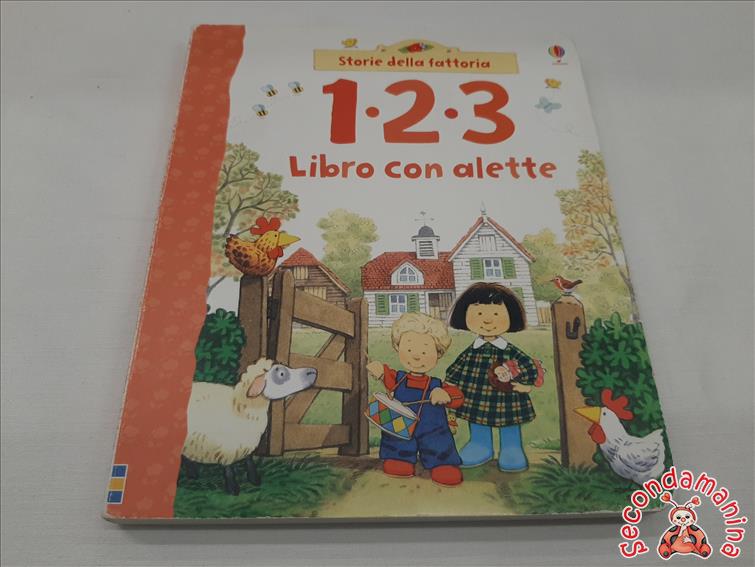 Storie della fattoria
1·2·3
Libro con alette
Secondamanina